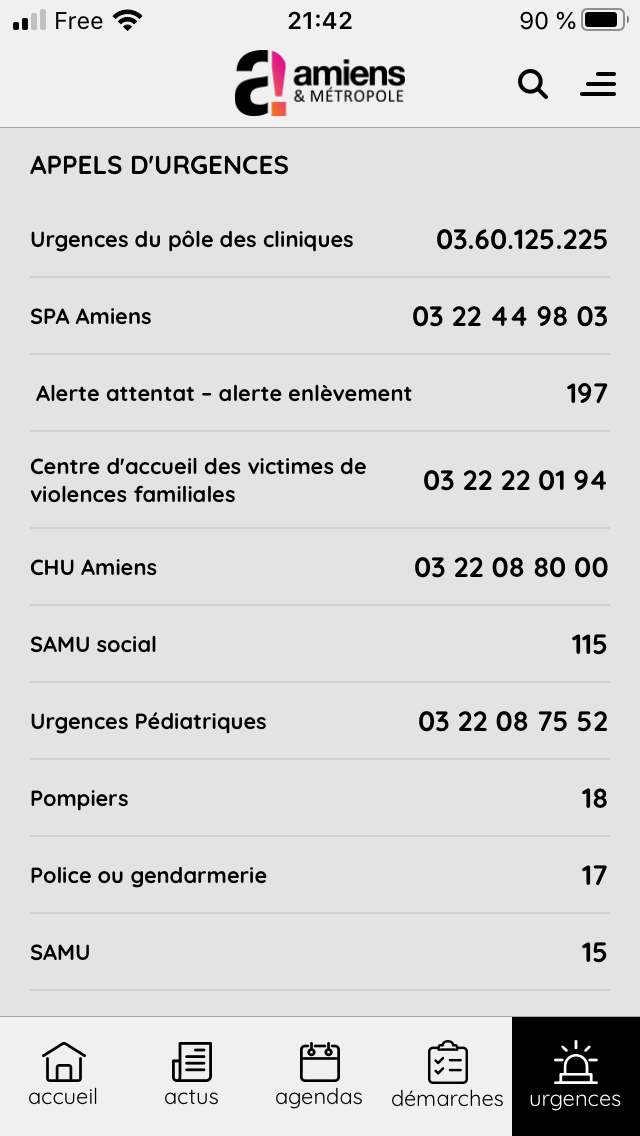 Free
21:42
90 %
a! amiens
& MÉTROPOLE
APPELS D'URGENCES
Urgences du pôle des cliniques 03.60.125.225
SPA Amiens 03 22 44 98 03
Alerte attentat – alerte enlèvement 197
Centre d'accueil des victimes de
violences familiales 03 22 22 01 94
CHU Amiens 03 22 08 80 00
SAMU social 115
Urgences Pédiatriques 03 22 08 75 52
Pompiers 18
Police ou gendarmerie 17
SAMU 15
accueil actus agendas démarches urgences